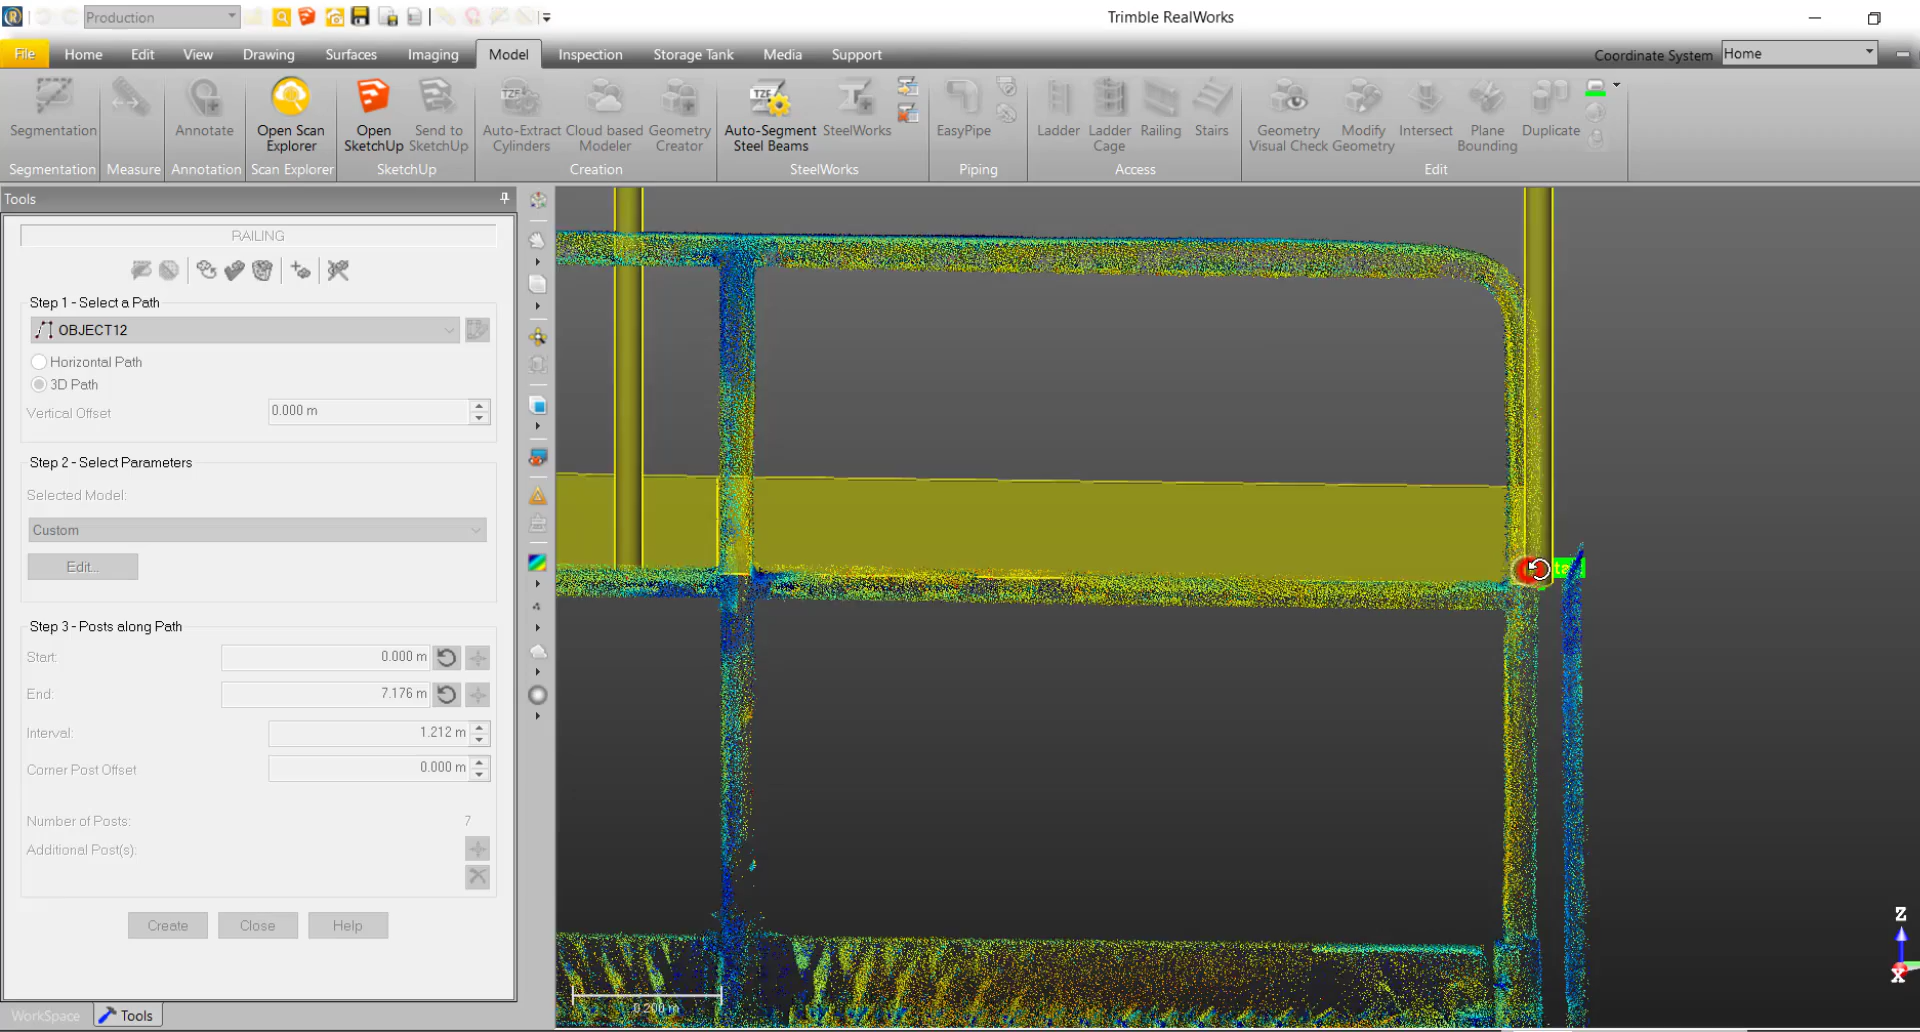 Production
Trimble RealWorks
File
Home
Edit
View
Drawing
Surfaces
Imaging
Model
Inspection
Storage Tank
Media
Support
Coordinate System
Home
Segmentation
Annotate
Open Scan Explorer
Open SketchUp
Send to SketchUp
Auto-Extract Cylinders
Cloud based Modeler
Geometry Creator
TZF
TZF
Auto-Segment Steel Beams
SteelWorks
EasyPipe
Ladder
Ladder Cage
Railing
Stairs
Geometry Visual Check
Modify Geometry
Intersect
Plane Bounding
Duplicate
Segmentation
Measure
Annotation
Scan Explorer
SketchUp
Creation
SteelWorks
Piping
Access
Edit
Tools
RAILING
Step 1 - Select a Path
OBJECT12
Horizontal Path
3D Path
Vertical Offset
0.000 m
Step 2 - Select Parameters
Selected Model:
Custom
Edit...
Step 3 - Posts along Path
Start:
0.000 m
End:
7.176 m
Interval:
1.212 m
Corner Post Offset
0.000 m
Number of Posts:
7
Additional Post(s):
Create
Close
Help
WorkSpace
Tools
0.200 m
Z
X